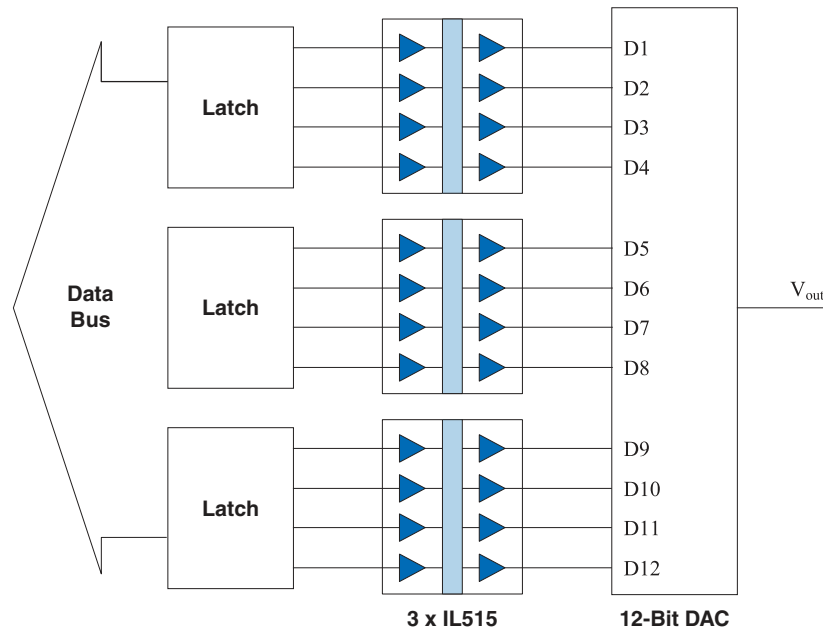 Latch
D1
D2
D3
D4
Data
Bus
Latch
D5
D6
D7
D8
Vout
Latch
D9
D10
D11
D12
3 x IL515
12-Bit DAC